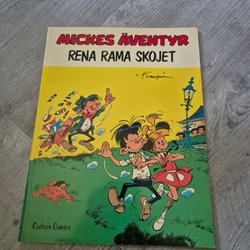 MICKES ÄVENTYR
RENA RAMA SKOJET
Franquin
Carlsen Comics